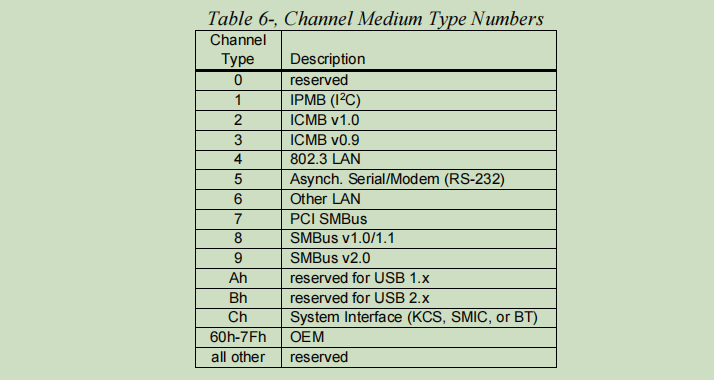 Table 6-, Channel Medium Type Numbers
Channel
Type Description
0 reserved
1 IPMB (I²C)
2 ICMB v1.0
3 ICMB v0.9
4 802.3 LAN
5 Asynch. Serial/Modem (RS-232)
6 Other LAN
7 PCI SMBus
8 SMBus v1.0/1.1
9 SMBus v2.0
Ah reserved for USB 1.x
Bh reserved for USB 2.x
Ch System Interface (KCS, SMIC, or BT)
60h-7Fh OEM
all other reserved